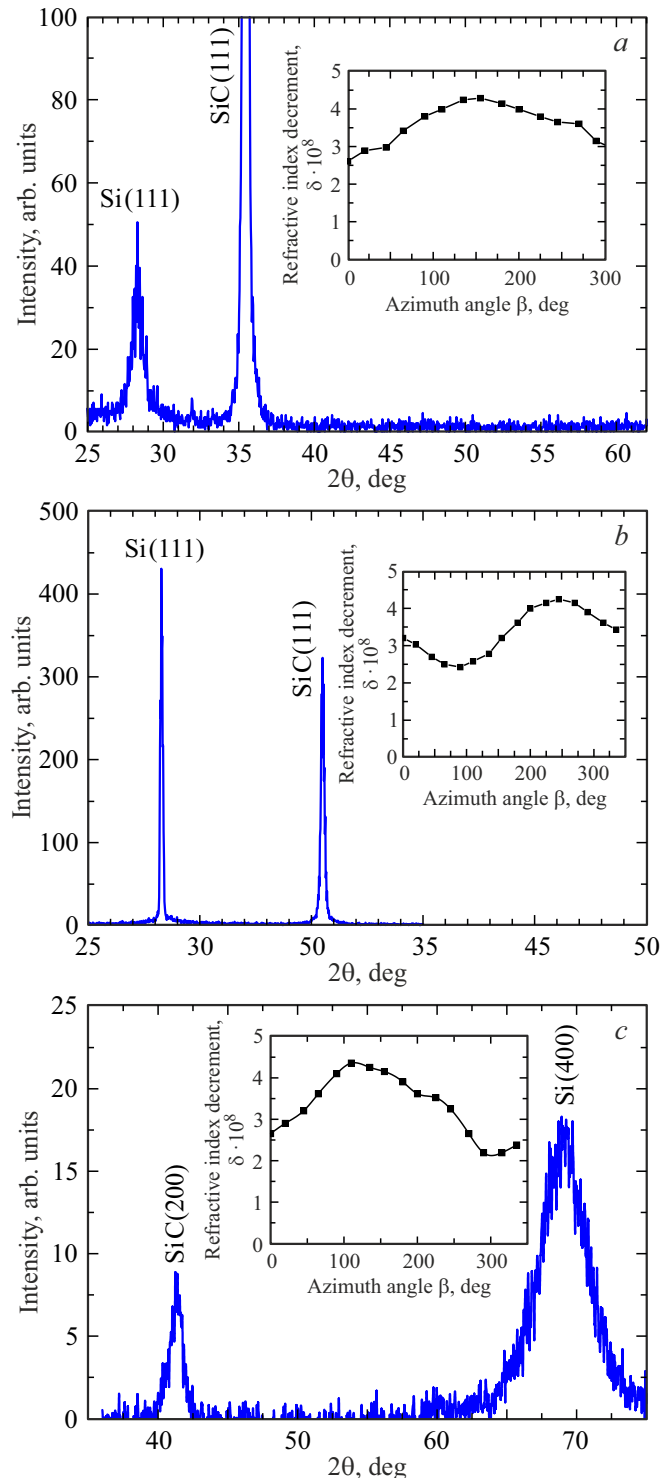 a
100
80
60
40
20
0
Intensity, arb. units
Si(111)
SiC(111)
25 30 35 40 45 50 55 60
2θ, deg
Refractive index decrement,
δ ·10⁸
5
4
3
2
1
0
0 100 200 300
Azimuth angle β, deg
b
500
400
300
200
100
0
Intensity, arb. units
Si(111)
SiC(111)
25 30 50 35 45 50
2θ, deg
Refractive index decrement,
δ ·10⁸
5
4
3
2
1
0
0 100 200 300
Azimuth angle β, deg
c
25
20
15
10
5
0
Intensity, arb. units
SiC(200)
Si(400)
40 50 60 70
2θ, deg
Refractive index decrement,
δ ·10⁸
5
4
3
2
1
0
0 100 200 300
Azimuth angle β, deg